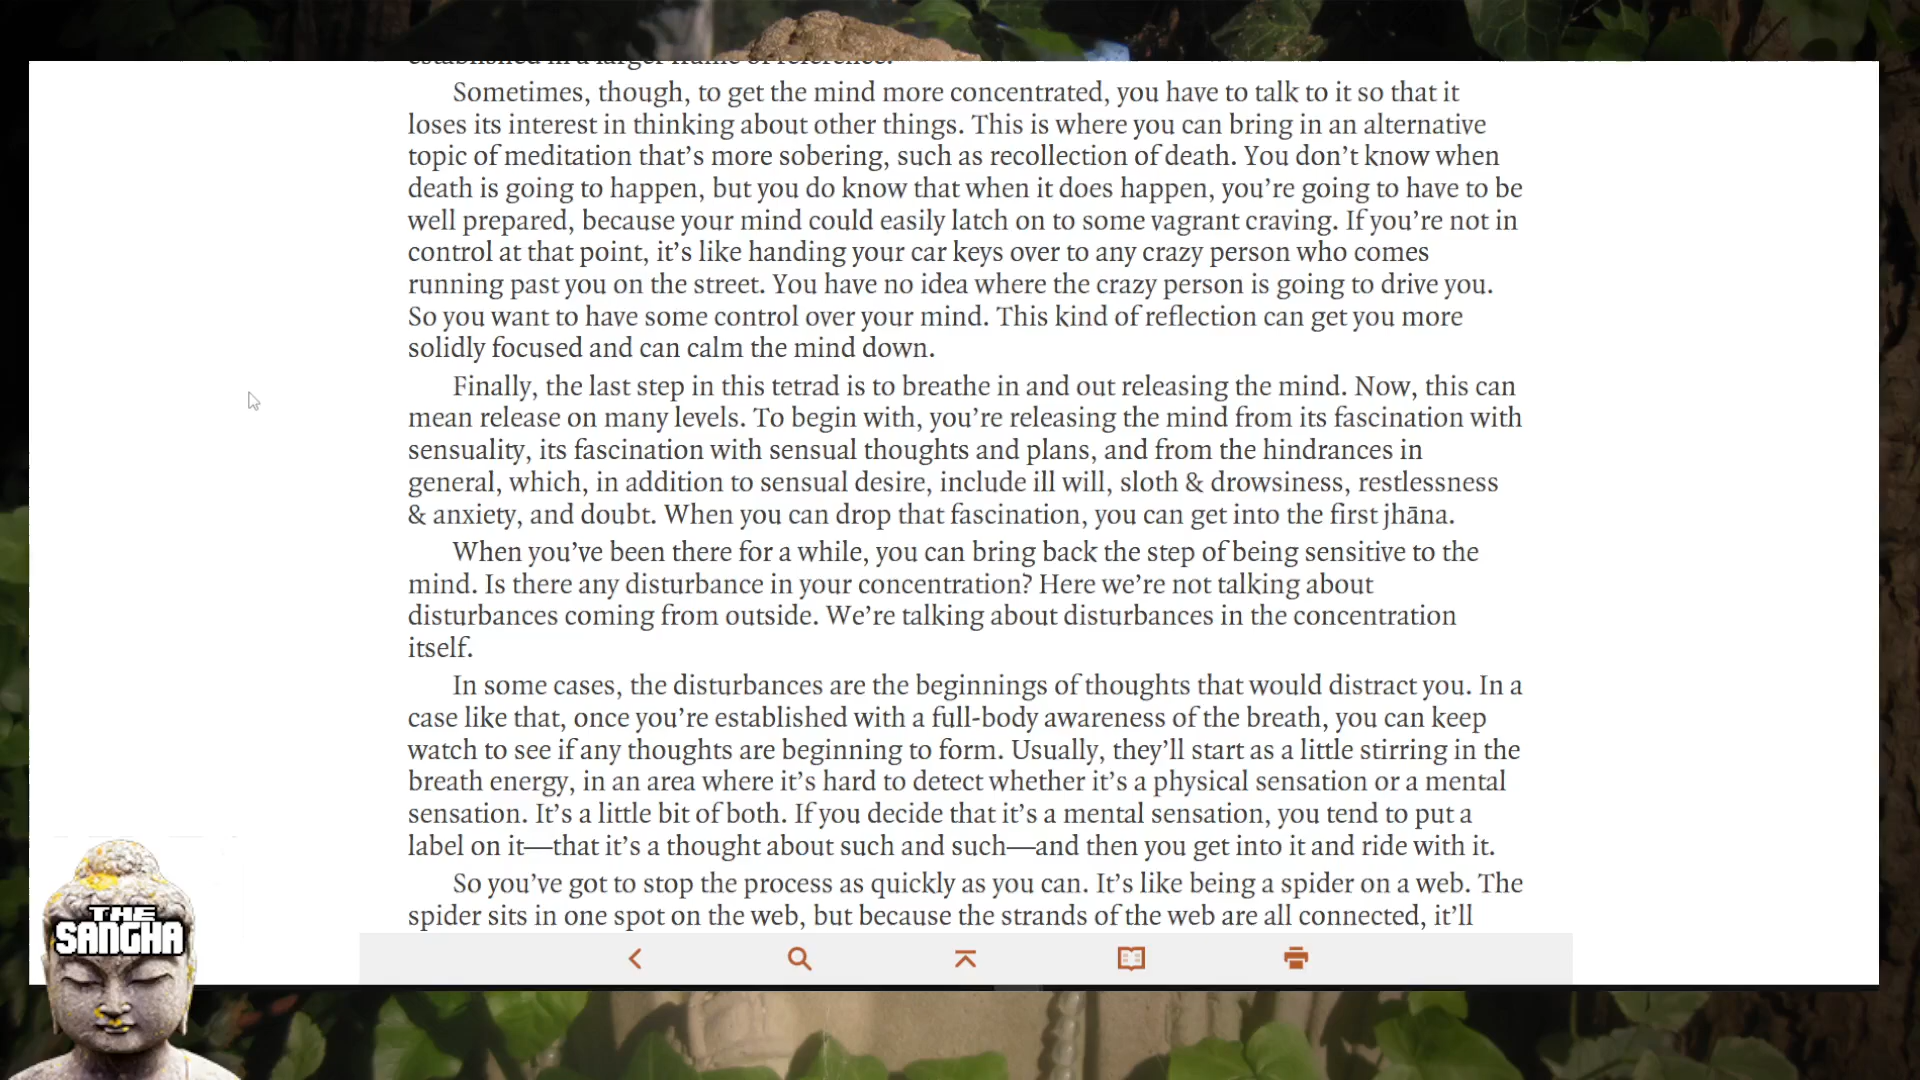 established in a larger frame of reference.
Sometimes, though, to get the mind more concentrated, you have to talk to it so that it
loses its interest in thinking about other things. This is where you can bring in an alternative
topic of meditation that’s more sobering, such as recollection of death. You don’t know when
death is going to happen, but you do know that when it does happen, you’re going to have to be
well prepared, because your mind could easily latch on to some vagrant craving. If you’re not in
control at that point, it’s like handing your car keys over to any crazy person who comes
running past you on the street. You have no idea where the crazy person is going to drive you.
So you want to have some control over your mind. This kind of reflection can get you more
solidly focused and can calm the mind down.
Finally, the last step in this tetrad is to breathe in and out releasing the mind. Now, this can
mean release on many levels. To begin with, you’re releasing the mind from its fascination with
sensuality, its fascination with sensual thoughts and plans, and from the hindrances in
general, which, in addition to sensual desire, include ill will, sloth & drowsiness, restlessness
& anxiety, and doubt. When you can drop that fascination, you can get into the first jhāna.
When you’ve been there for a while, you can bring back the step of being sensitive to the
mind. Is there any disturbance in your concentration? Here we’re not talking about
disturbances coming from outside. We’re talking about disturbances in the concentration
itself.
In some cases, the disturbances are the beginnings of thoughts that would distract you. In a
case like that, once you’re established with a full-body awareness of the breath, you can keep
watch to see if any thoughts are beginning to form. Usually, they’ll start as a little stirring in the
breath energy, in an area where it’s hard to detect whether it’s a physical sensation or a mental
sensation. It’s a little bit of both. If you decide that it’s a mental sensation, you tend to put a
label on it—that it’s a thought about such and such—and then you get into it and ride with it.
So you’ve got to stop the process as quickly as you can. It’s like being a spider on a web. The
spider sits in one spot on the web, but because the strands of the web are all connected, it’ll
THE
SANGHA